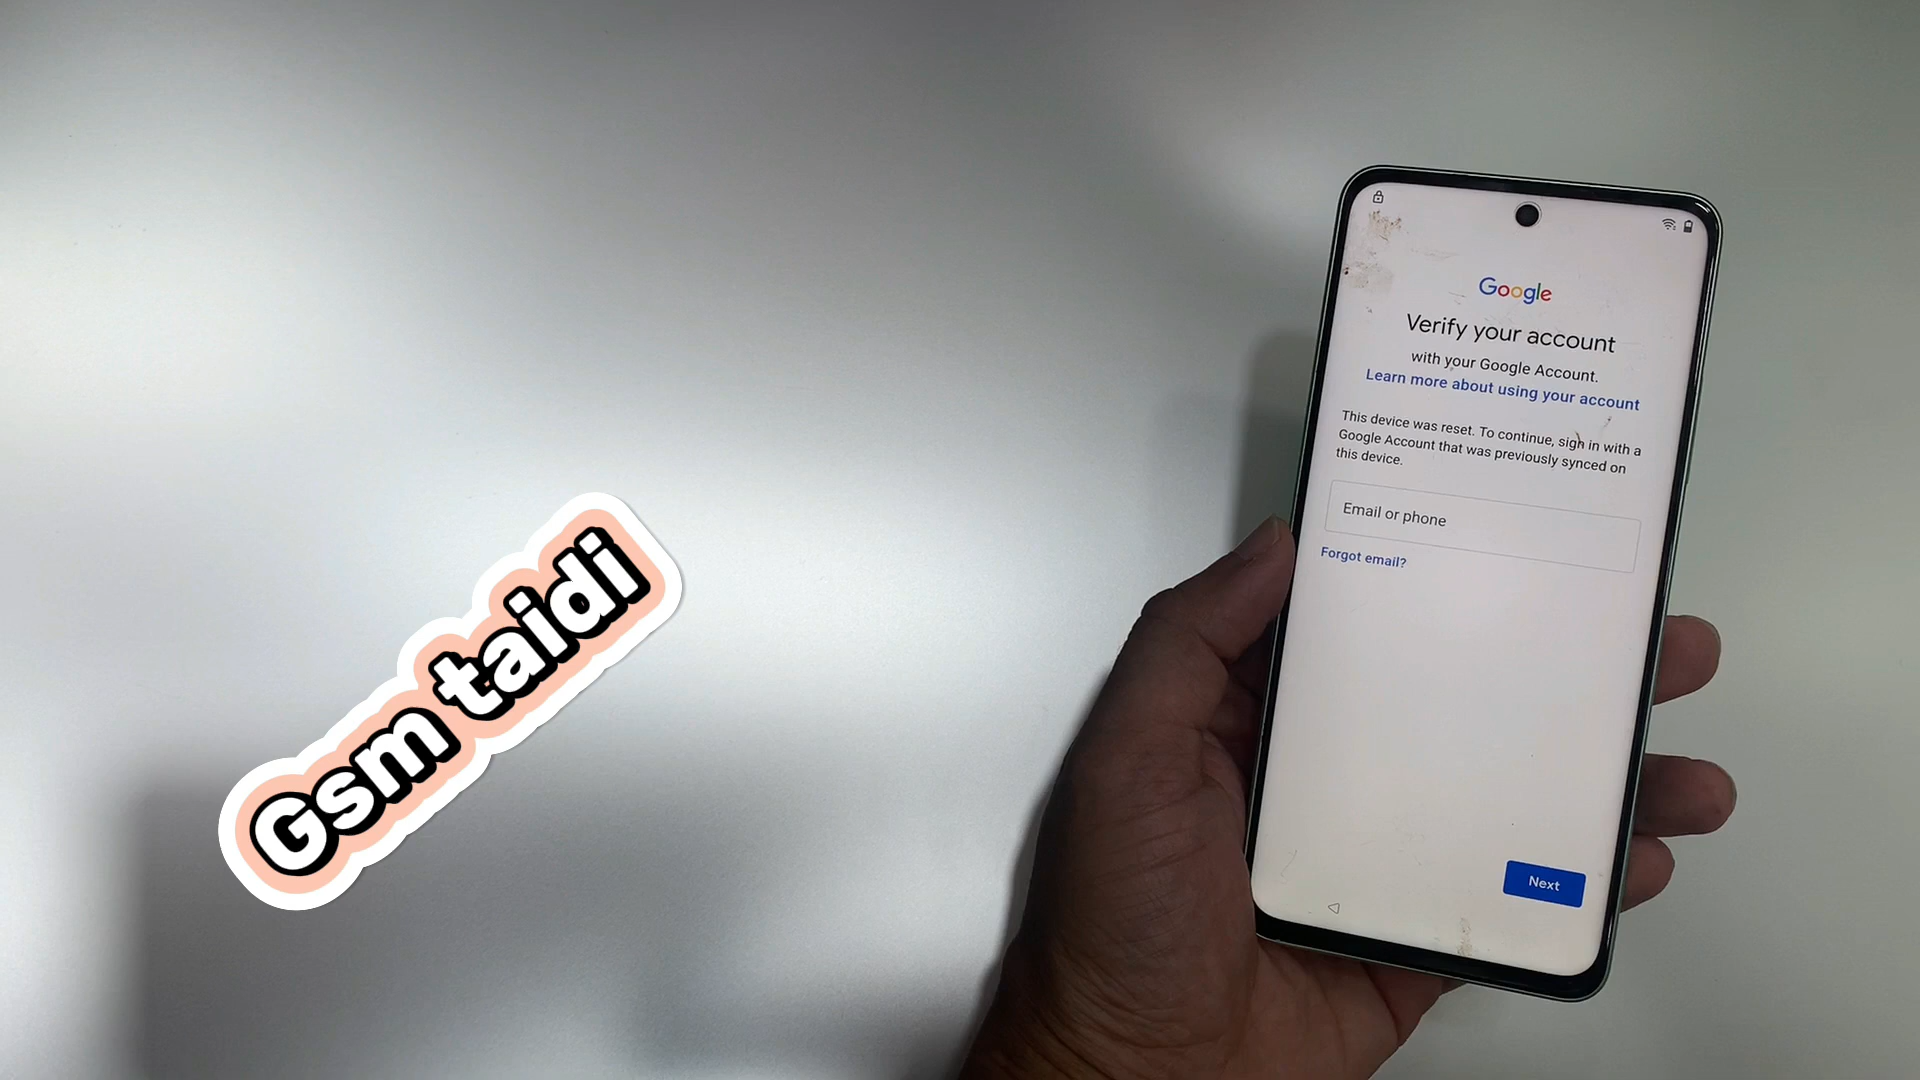 Gsm taidi
Google
Verify your account
with your Google Account.
Learn more about using your account
This device was reset. To continue, sign in with a
Google Account that was previously synced on
this device.
Email or phone
Forgot email?
Next